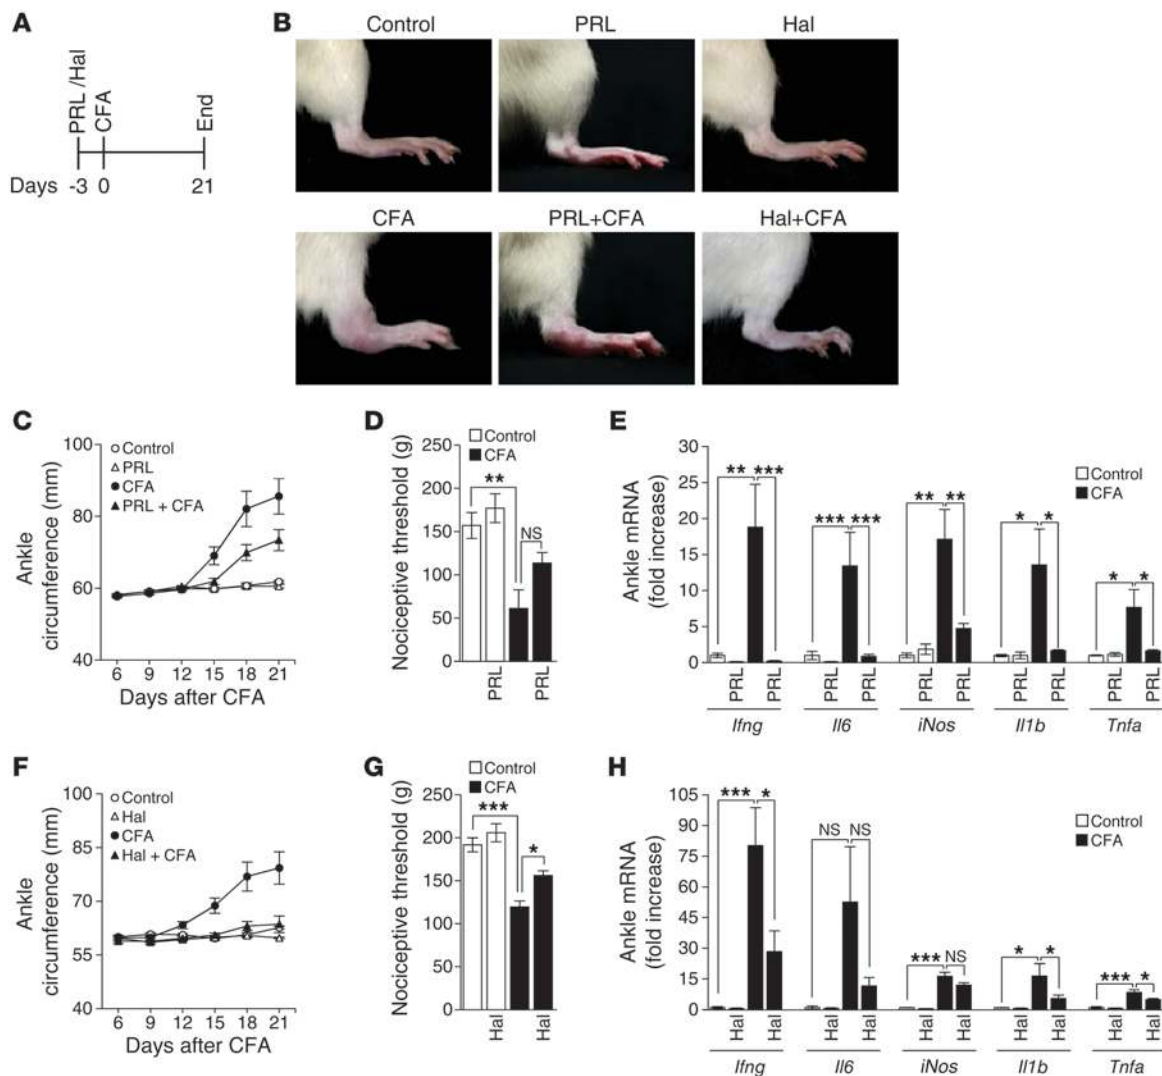 A
PRL /Hal
CFA
End
Days -3 0 21
B
Control PRL Hal
CFA PRL+CFA Hal+CFA
C
Ankle
circumference (mm)
100
80
60
40
Control
PRL
CFA
PRL + CFA
6 9 12 15 18 21
Days after CFA
D
Nociceptive threshold (g)
250
200
150
100
50
0
Control
CFA
**
NS
PRL PRL
E
Ankle mRNA
(fold increase)
30
25
20
15
10
5
0
Control
CFA
** ***
*** ***
** **
* *
* *
PRL PRL PRL PRL PRL PRL PRL PRL PRL PRL
Ifng Il6 iNos Il1b Tnfa
F
Ankle
circumference (mm)
100
85
70
55
40
Control
Hal
CFA
Hal + CFA
6 9 12 15 18 21
Days after CFA
G
Nociceptive threshold (g)
250
200
150
100
50
0
Control
CFA
***
*
Hal Hal
H
Ankle mRNA
(fold increase)
105
90
75
60
45
30
15
0
Control
CFA
*** *
NS NS
*** NS
* *
*** *
Hal Hal Hal Hal Hal Hal Hal Hal Hal Hal
Ifng Il6 iNos Il1b Tnfa